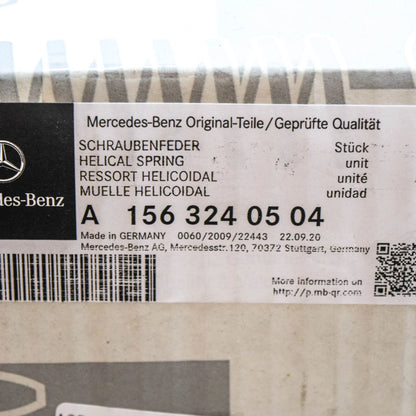 Mercedes-Benz Original-Teile/Geprüfte Qualität
SCHRAUBENFEDER Stück
HELICAL SPRING unit
RESSORT HELICOIDAL unité
MUELLE HELICOIDAL unidad
des-Benz
A 156 324 05 04
Made in GERMANY 0060/2009/22443 22.09.20
Mercedes-Benz AG, Mercedesstr.120, 70372 Stuttgart, Germany
More information on
http://p.mb-qr.com